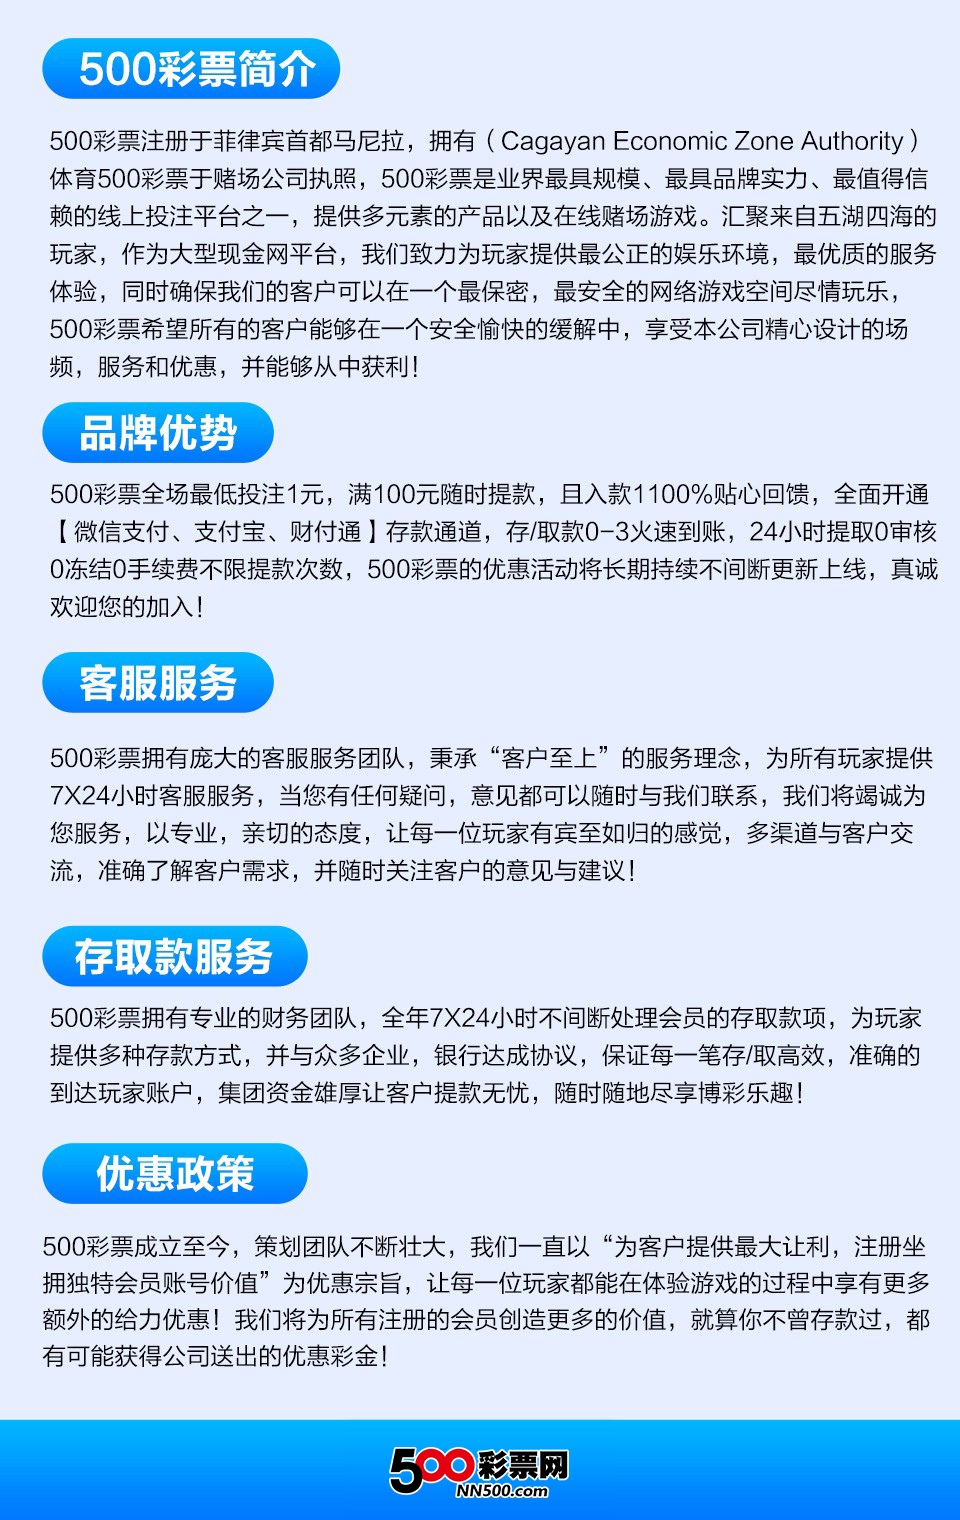 500彩票简介
500彩票注册于菲律宾首都马尼拉，拥有（Cagayan Economic Zone Authority）
体育500彩票于赌场公司执照，500彩票是业界最具规模、最具品牌实力、最值得信
赖的线上投注平台之一，提供多元素的产品以及在线赌场游戏。汇聚来自五湖四海的
玩家，作为大型现金网平台，我们致力为玩家提供最公正的娱乐环境，最优质的服务
体验，同时确保我们的客户可以在一个最保密，最安全的网络游戏空间尽情玩乐，
500彩票希望所有的客户能够在一个安全愉快的缓解中，享受本公司精心设计的场
频，服务和优惠，并能够从中获利！
品牌优势
500彩票全场最低投注1元，满100元随时提款，且入款1100%贴心回馈，全面开通
【微信支付、支付宝、财付通】存款通道，存/取款0-3火速到账，24小时提取0审核
0冻结0手续费不限提款次数，500彩票的优惠活动将长期持续不间断更新上线，真诚
欢迎您的加入！
客服服务
500彩票拥有庞大的客服服务团队，秉承“客户至上”的服务理念，为所有玩家提供
7X24小时客服服务，当您有任何疑问，意见都可以随时与我们联系，我们将竭诚为
您服务，以专业，亲切的态度，让每一位玩家有宾至如归的感觉，多渠道与客户交
流，准确了解客户需求，并随时关注客户的意见与建议！
存取款服务
500彩票拥有专业的财务团队，全年7X24小时不间断处理会员的存取款项，为玩家
提供多种存款方式，并与众多企业，银行达成协议，保证每一笔存/取高效，准确的
到达玩家账户，集团资金雄厚让客户提款无忧，随时随地尽享博彩乐趣！
优惠政策
500彩票成立至今，策划团队不断壮大，我们一直以“为客户提供最大让利，注册坐
拥独特会员账号价值”为优惠宗旨，让每一位玩家都能在体验游戏的过程中享有更多
额外的给力优惠！我们将为所有注册的会员创造更多的价值，就算你不曾存款过，都
有可能获得公司送出的优惠彩金！
500彩票网
NN500.com